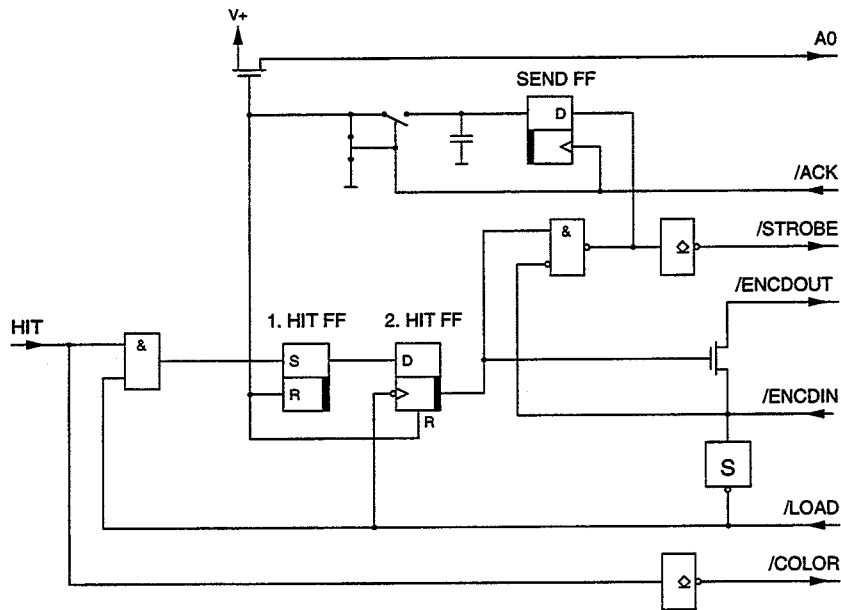 V+
A0
SEND FF
D
/ACK
&
/STROBE
/ENCDOUT
1. HIT FF
2. HIT FF
HIT
&
S
D
R
R
/ENCDIN
S
/LOAD
/COLOR